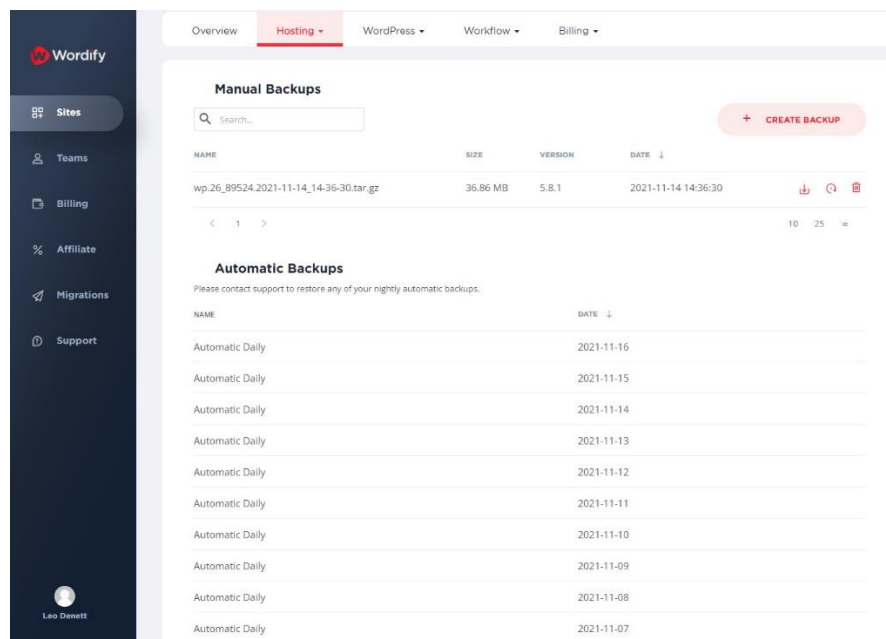 Wordify
Sites
Teams
Billing
Affiliate
Migrations
Support
Leo Denett
Overview Hosting WordPress Workflow Billing
Manual Backups
Search...
+ CREATE BACKUP
NAME SIZE VERSION DATE ↓
wp.26_89524.2021-11-14_14-36-30.tar.gz 36.86 MB 5.8.1 2021-11-14 14:36:30
< 1 > 10 25 ∞
Automatic Backups
Please contact support to restore any of your nightly automatic backups.
NAME DATE ↓
Automatic Daily 2021-11-16
Automatic Daily 2021-11-15
Automatic Daily 2021-11-14
Automatic Daily 2021-11-13
Automatic Daily 2021-11-12
Automatic Daily 2021-11-11
Automatic Daily 2021-11-10
Automatic Daily 2021-11-09
Automatic Daily 2021-11-08
Automatic Daily 2021-11-07